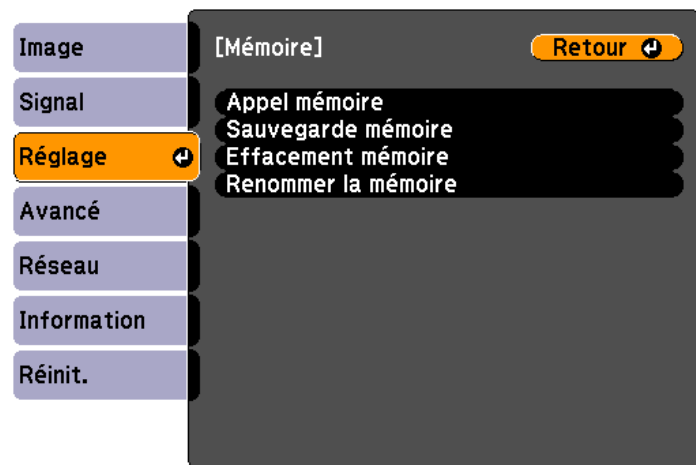 Image
Signal
Réglage
Avancé
Réseau
Information
Réinit.
[Mémoire]
Retour
Appel mémoire
Sauvegarde mémoire
Effacement mémoire
Renommer la mémoire